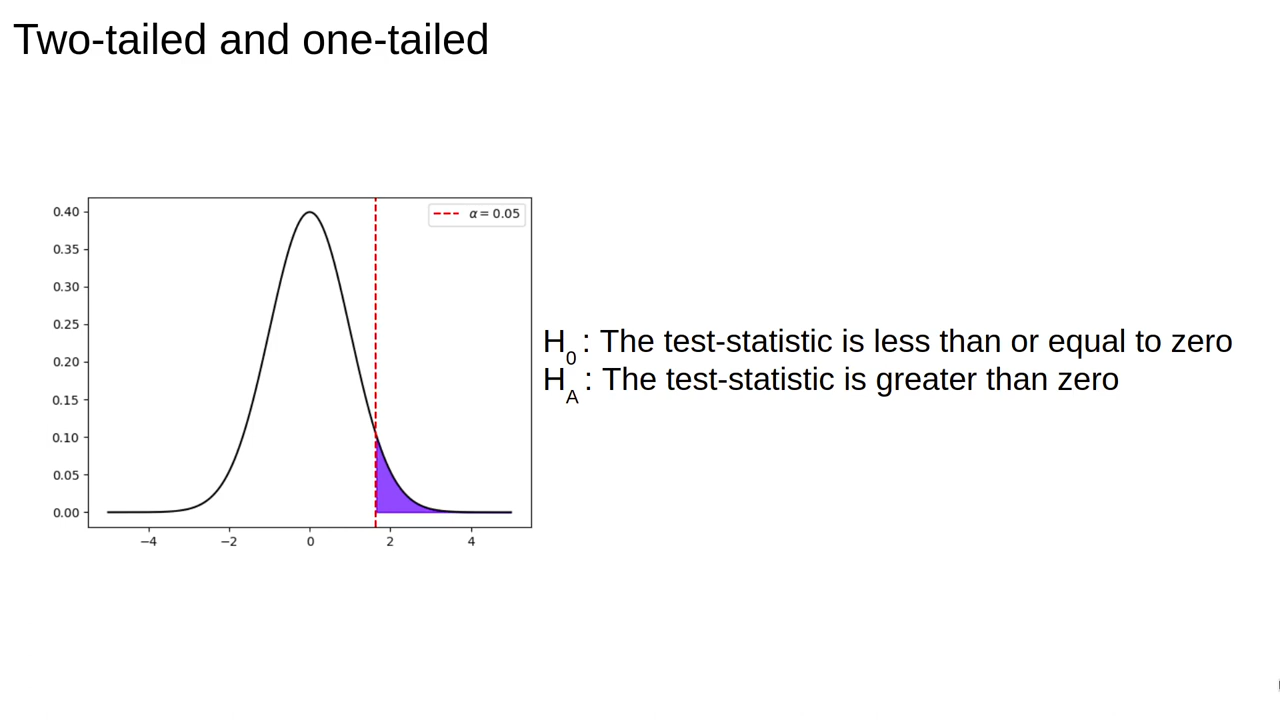 Two-tailed and one-tailed
α = 0.05
0.40
0.35
0.30
0.25
0.20
0.15
0.10
0.05
0.00
−4 −2 0 2 4
H0 : The test-statistic is less than or equal to zero
HA : The test-statistic is greater than zero